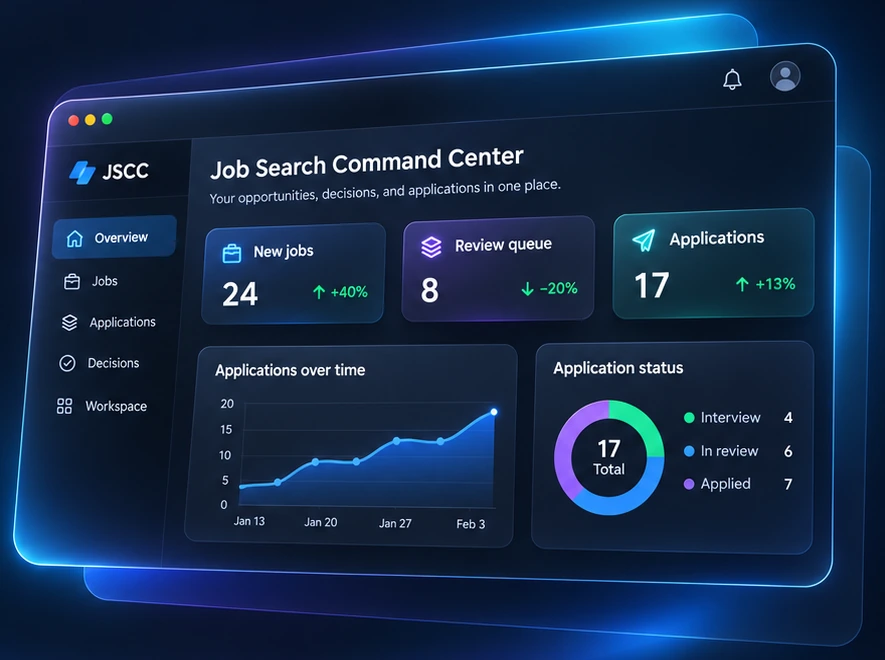 JSCC
Overview
Jobs
Applications
Decisions
Workspace
Job Search Command Center
Your opportunities, decisions, and applications in one place.
New jobs
24
↑ +40%
Review queue
8
↓ −20%
Applications
17
↑ +13%
Applications over time
20
15
10
5
0
Jan 13 Jan 20 Jan 27 Feb 3
Application status
17
Total
Interview 4
In review 6
Applied 7